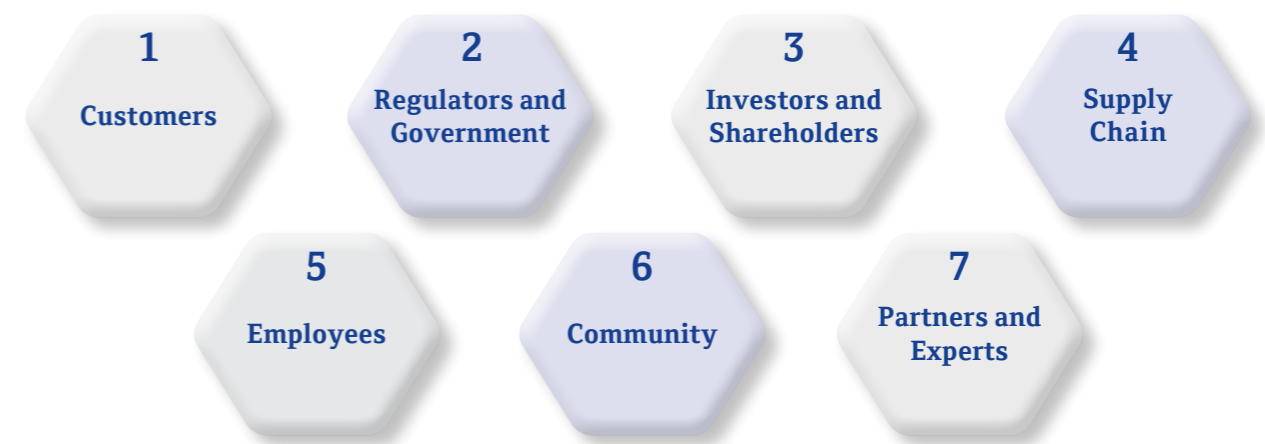 1
Customers
2
Regulators and
Government
3
Investors and
Shareholders
4
Supply
Chain
5
Employees
6
Community
7
Partners and
Experts